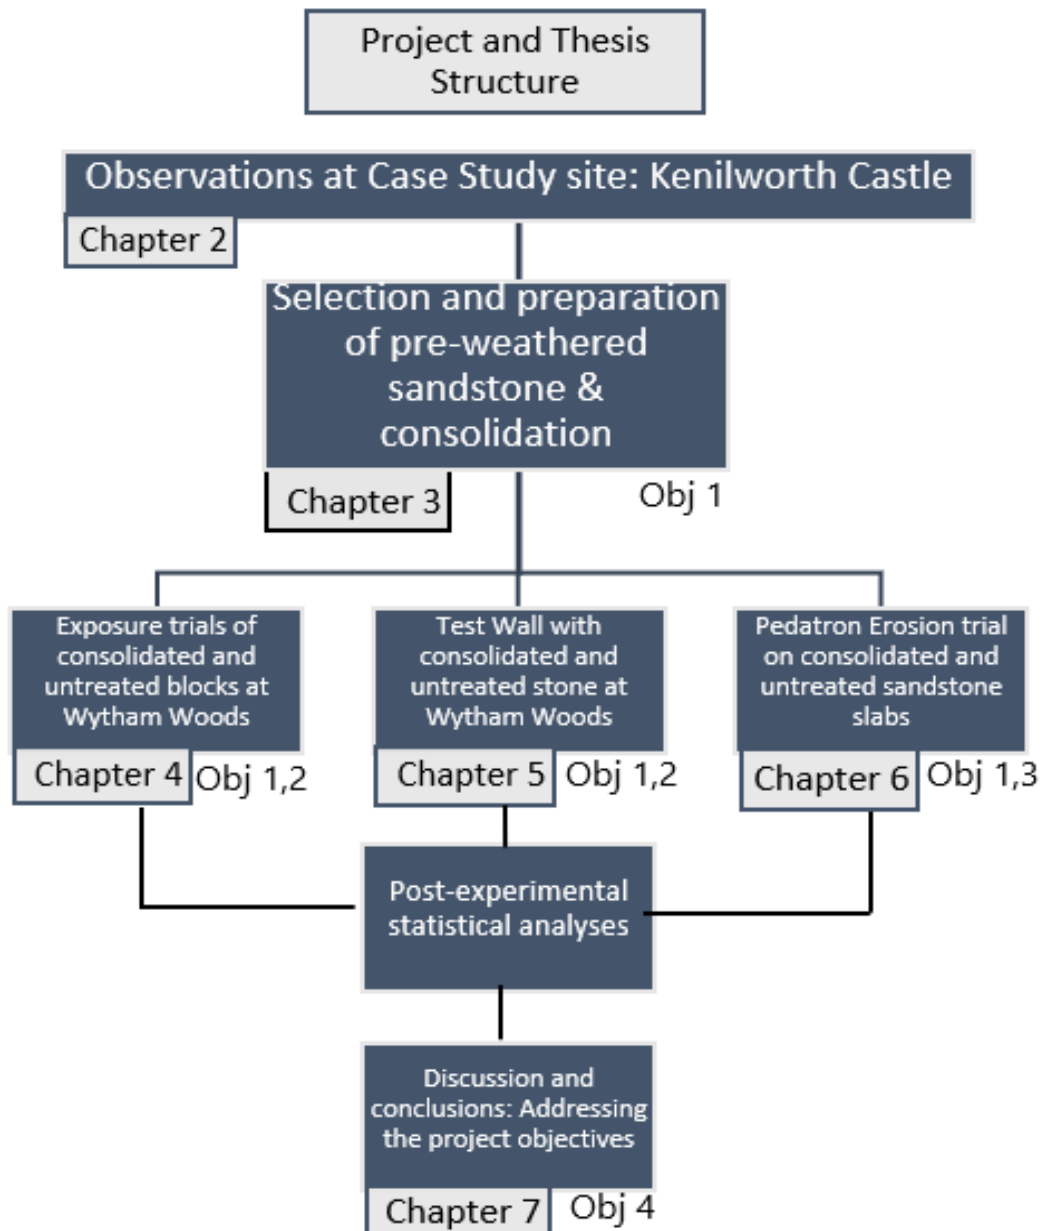 Project and Thesis
Structure
Observations at Case Study site: Kenilworth Castle
Chapter 2
Selection and preparation
of pre-weathered
sandstone &
consolidation
Chapter 3
Obj 1
Exposure trials of
consolidated and
untreated blocks at
Wytham Woods
Chapter 4
Obj 1,2
Test Wall with
consolidated and
untreated stone at
Wytham Woods
Chapter 5
Obj 1,2
Pedatron Erosion trial
on consolidated and
untreated sandstone
slabs
Chapter 6
Obj 1,3
Post-experimental
statistical analyses
Discussion and
conclusions: Addressing
the project objectives
Chapter 7
Obj 4